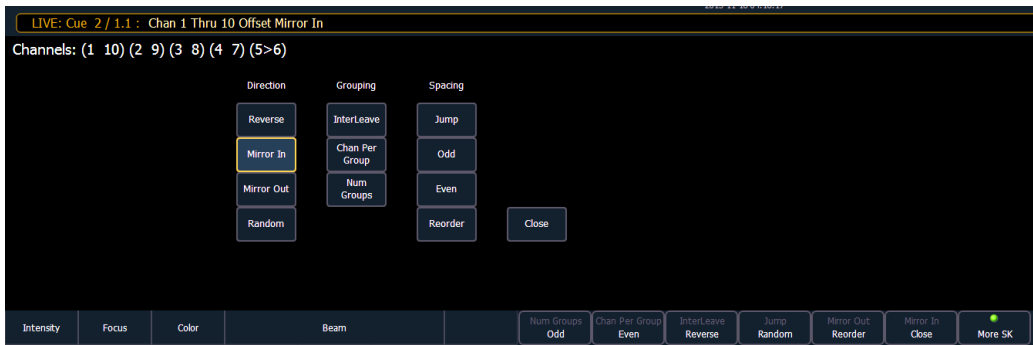 LIVE: Cue 2 / 1.1 : Chan 1 Thru 10 Offset Mirror In
Channels: (1 10) (2 9) (3 8) (4 7) (5>6)
Direction Grouping Spacing
Reverse InterLeave Jump
Mirror In Chan Per Group Odd
Mirror Out Num Groups Even
Random Reorder Close
Num Groups Chan Per Group InterLeave Jump Mirror Out Mirror In
Intensity Focus Color Beam Odd Even Reverse Random Reorder Close More SK